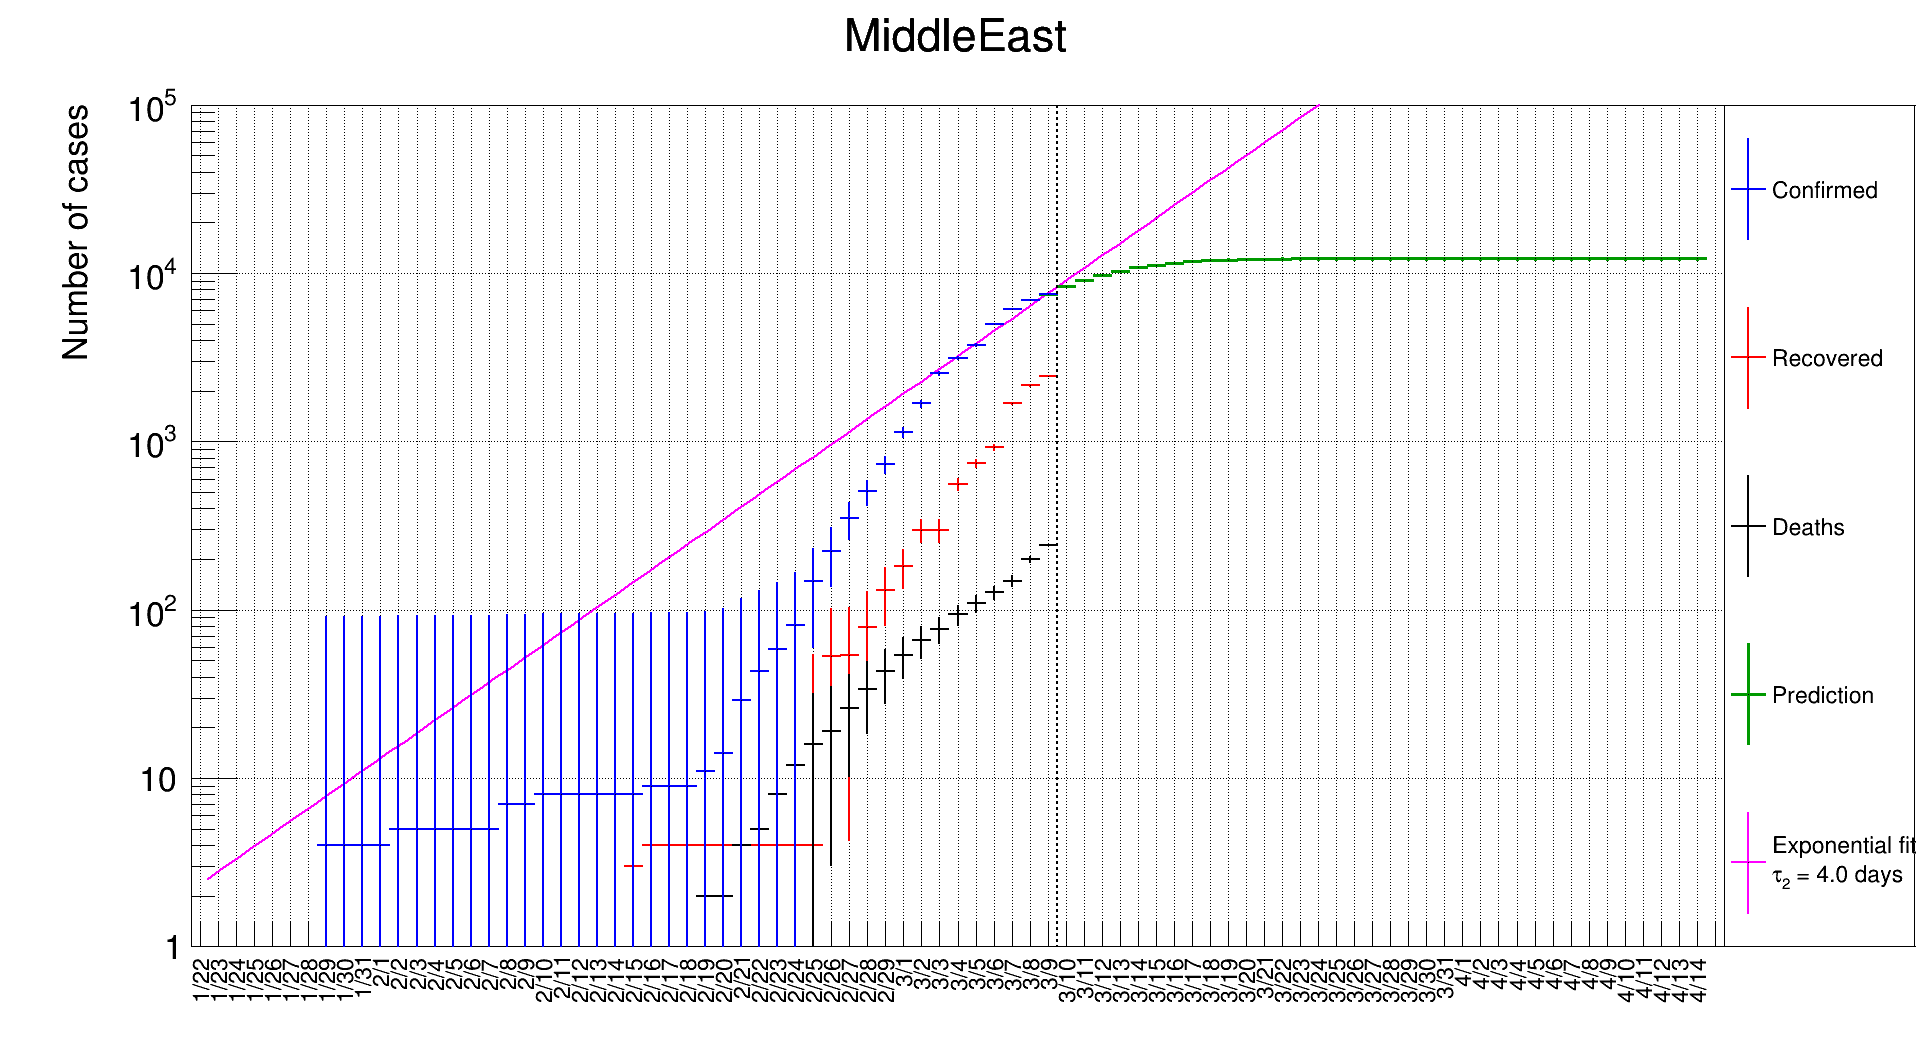 MiddleEast
Number of cases
10^5
10^4
10^3
10^2
10
1
1/22 1/23 1/24 1/25 1/26 1/27 1/28 1/29 1/30 1/31 2/1 2/2 2/3 2/4 2/5 2/6 2/7 2/8 2/9 2/10 2/11 2/12 2/13 2/14 2/15 2/16 2/17 2/18 2/19 2/20 2/21 2/22 2/23 2/24 2/25 2/26 2/27 2/28 2/29 3/1 3/2 3/3 3/4 3/5 3/6 3/7 3/8 3/9 3/10 3/11 3/12 3/13 3/14 3/15 3/16 3/17 3/18 3/19 3/20 3/21 3/22 3/23 3/24 3/25 3/26 3/27 3/28 3/29 3/30 3/31 4/1 4/2 4/3 4/4 4/5 4/6 4/7 4/8 4/9 4/10 4/11 4/12 4/13 4/14
Confirmed
Recovered
Deaths
Prediction
Exponential fit
τ₂ = 4.0 days